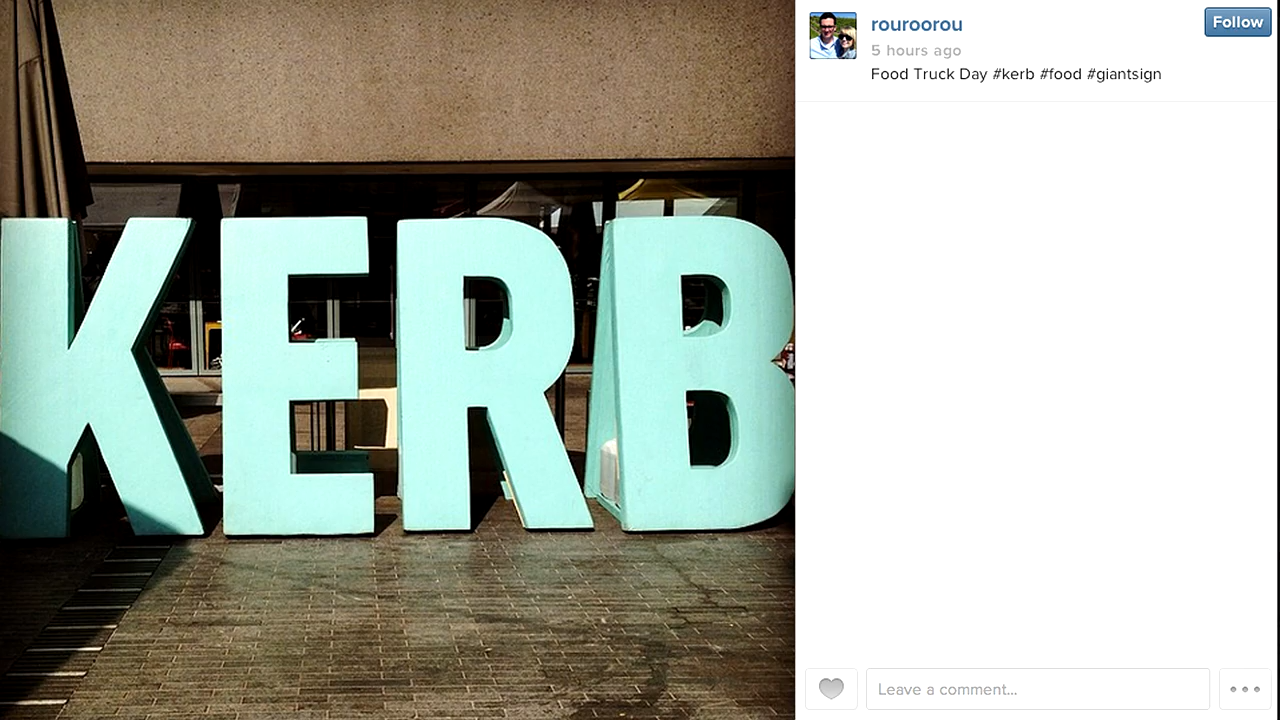 KERB
rouroorou
Follow
5 hours ago
Food Truck Day #kerb #food #giantsign
Leave a comment...